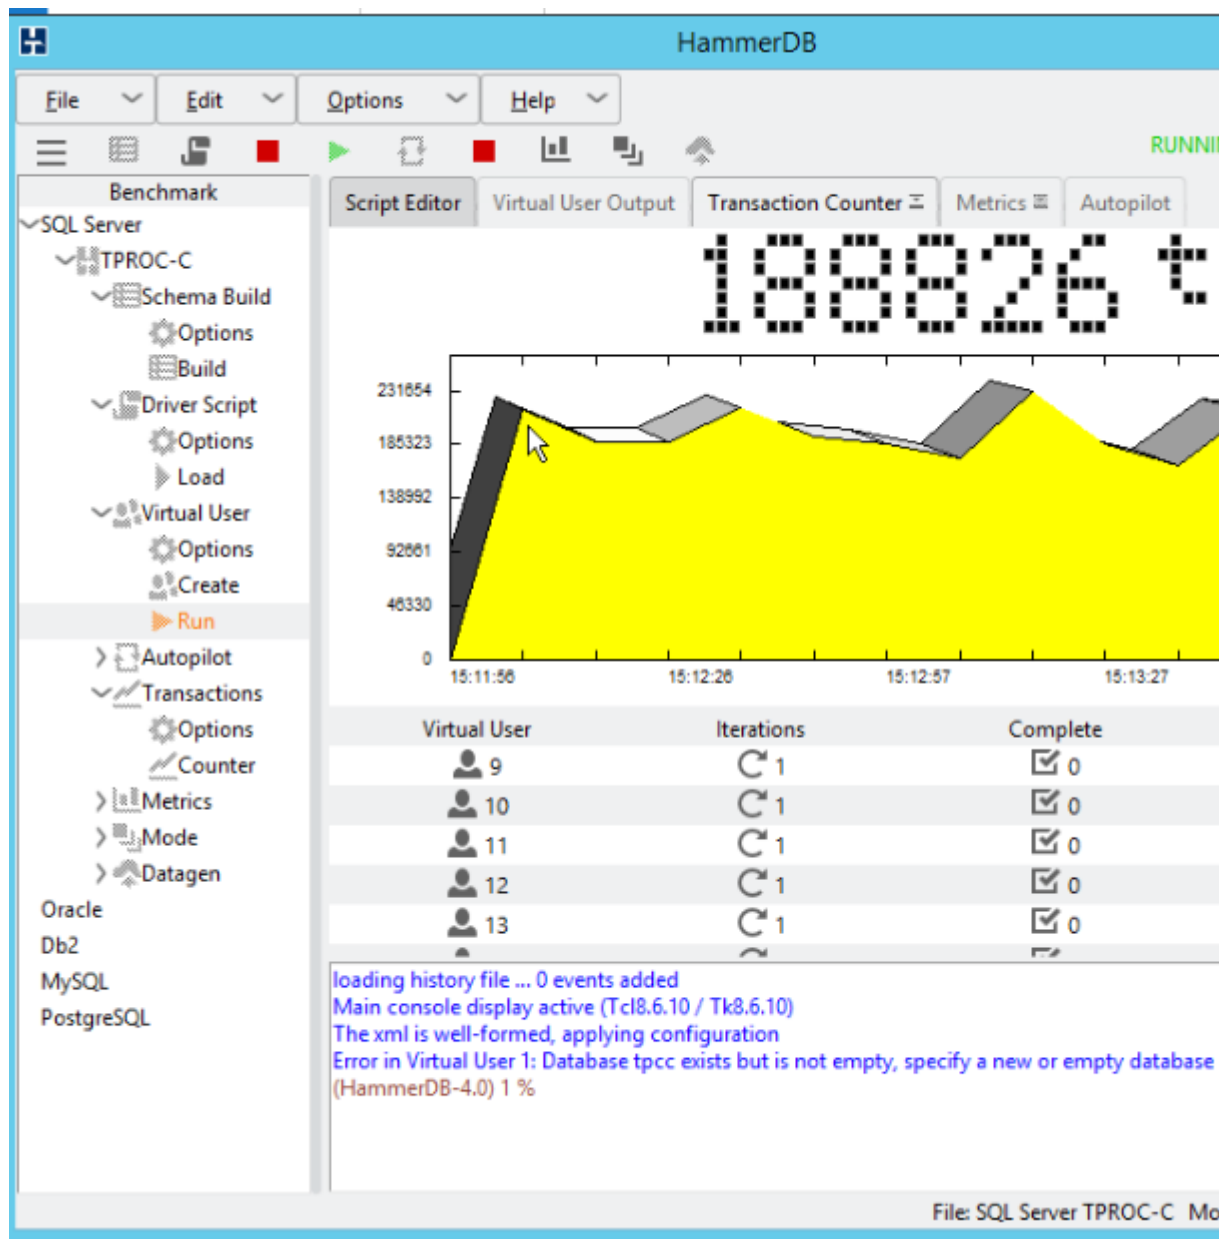 HammerDB
File Edit Options Help
RUNNIN
Benchmark
SQL Server
TPROC-C
Schema Build
Options
Build
Driver Script
Options
Load
Virtual User
Options
Create
Run
Autopilot
Transactions
Options
Counter
Metrics
Mode
Datagen
Oracle
Db2
MySQL
PostgreSQL
Script Editor Virtual User Output Transaction Counter Metrics Autopilot
188826 t
231654
185323
138992
92661
46330
0
15:11:56 15:12:26 15:12:57 15:13:27
Virtual User Iterations Complete
9 1 0
10 1 0
11 1 0
12 1 0
13 1 0
loading history file ... 0 events added
Main console display active (Tcl8.6.10 / Tk8.6.10)
The xml is well-formed, applying configuration
Error in Virtual User 1: Database tpcc exists but is not empty, specify a new or empty database
(HammerDB-4.0) 1 %
File: SQL Server TPROC-C Mo